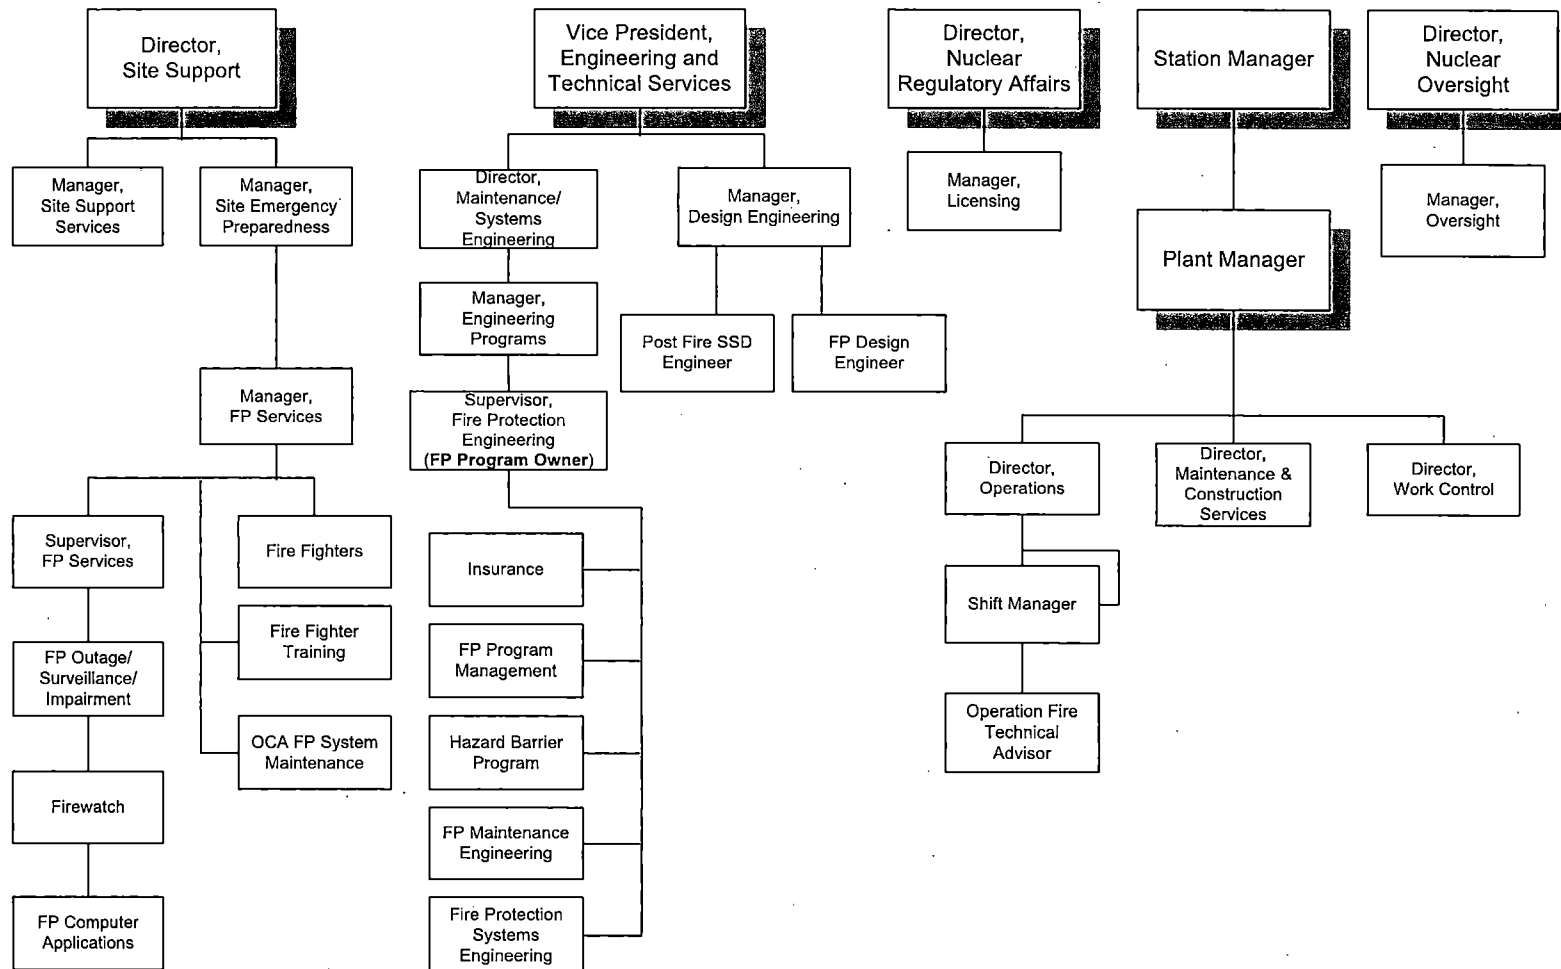 Director,
Site Support
Vice President,
Engineering and
Technical Services
Director,
Nuclear
Regulatory Affairs
Station Manager
Director,
Nuclear
Oversight
Manager,
Site Support
Services
Manager,
Site Emergency
Preparedness
Director,
Maintenance/
Systems
Engineering
Manager,
Design Engineering
Manager,
Licensing
Plant Manager
Manager,
Oversight
Manager,
Engineering
Programs
Post Fire SSD
Engineer
FP Design
Engineer
Manager,
FP Services
Supervisor,
Fire Protection
Engineering
(FP Program Owner)
Director,
Operations
Director,
Maintenance &
Construction
Services
Director,
Work Control
Supervisor,
FP Services
Fire Fighters
Insurance
Shift Manager
FP Outage/
Surveillance/
Impairment
Fire Fighter
Training
FP Program
Management
Operation Fire
Technical
Advisor
OCA FP System
Maintenance
Hazard Barrier
Program
Firewatch
FP Maintenance
Engineering
FP Computer
Applications
Fire Protection
Systems
Engineering